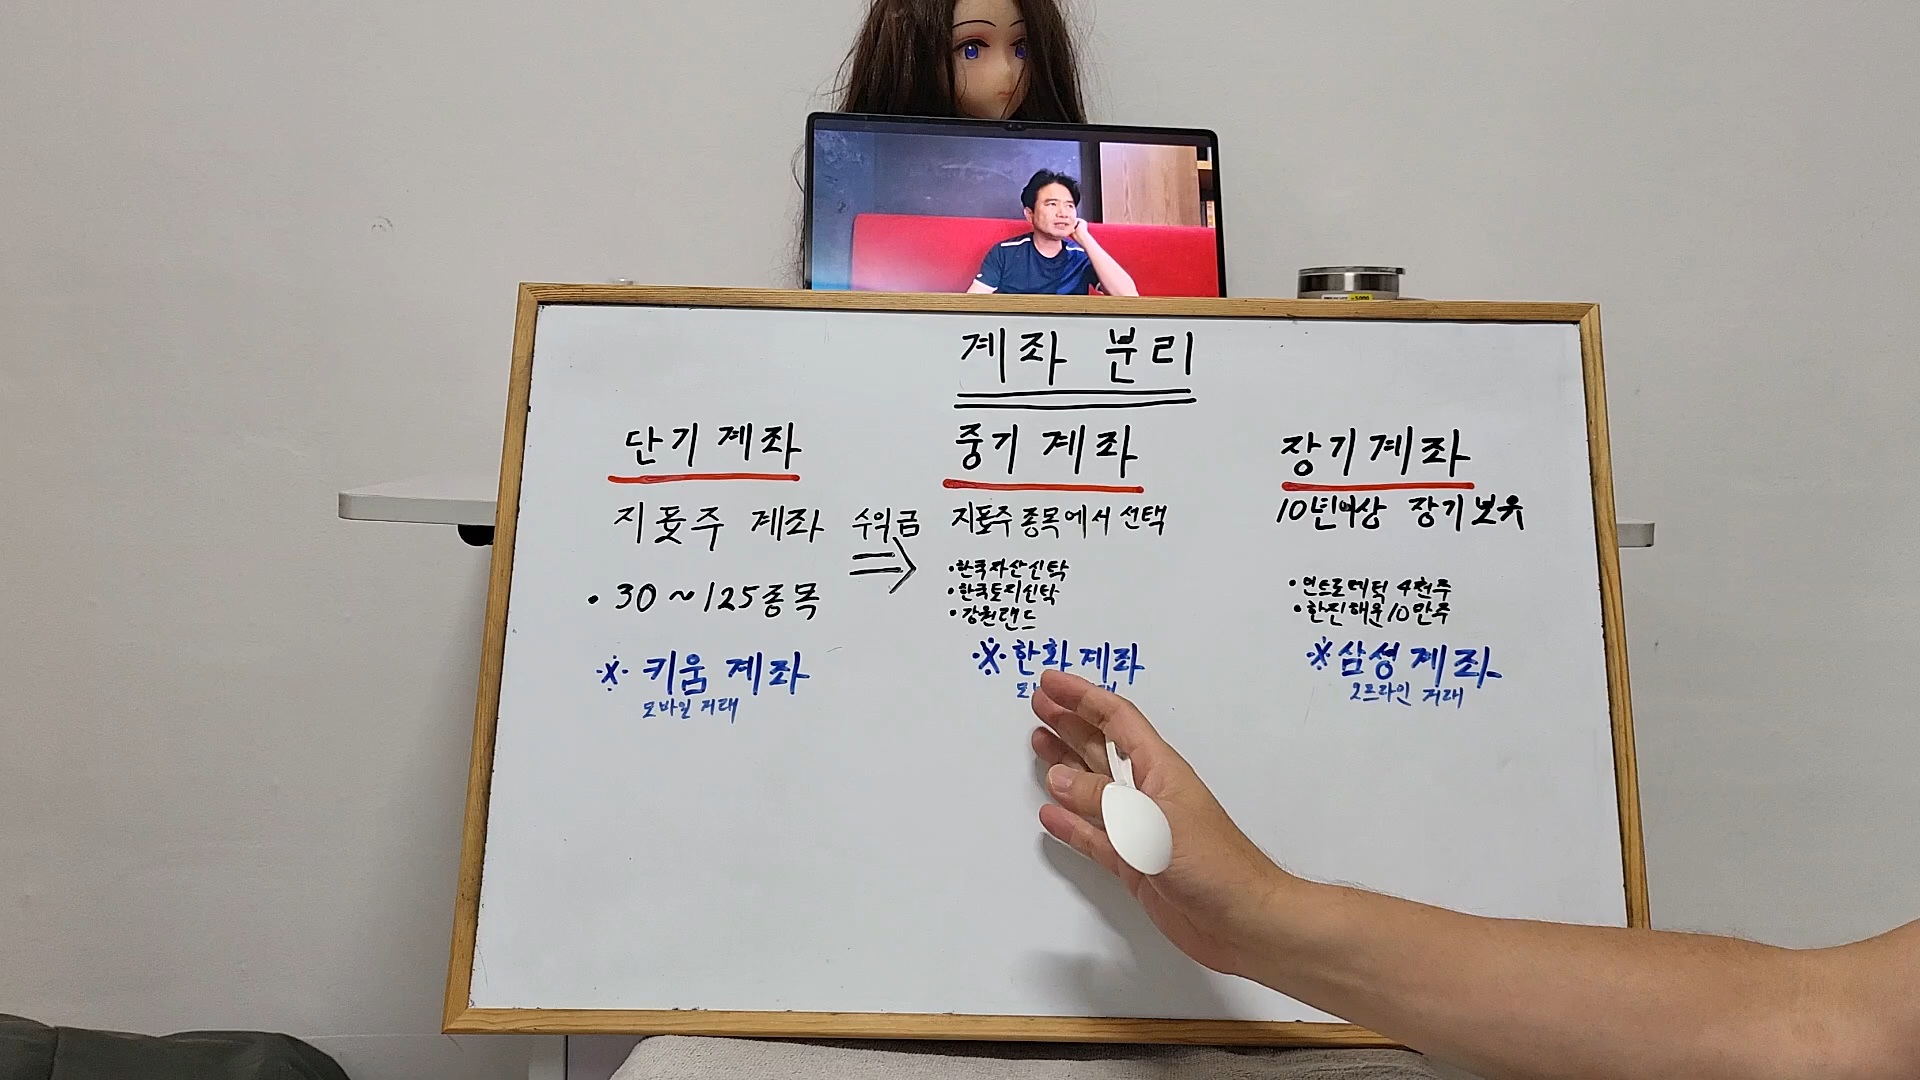 계좌 분리
단기 계좌
지표주 계좌
• 30 ~ 125종목
※ 키움 계좌
모바일 거래
수익금
⇒
중기 계좌
지표주 종목에서 선택
• 한국자산신탁
• 한국토지신탁
• 강원랜드
※ 한화 계좌
장기 계좌
10년이상 장기보유
• 인트로메딕 4천주
• 한진해운 10만주
※ 삼성 계좌
오프라인 거래